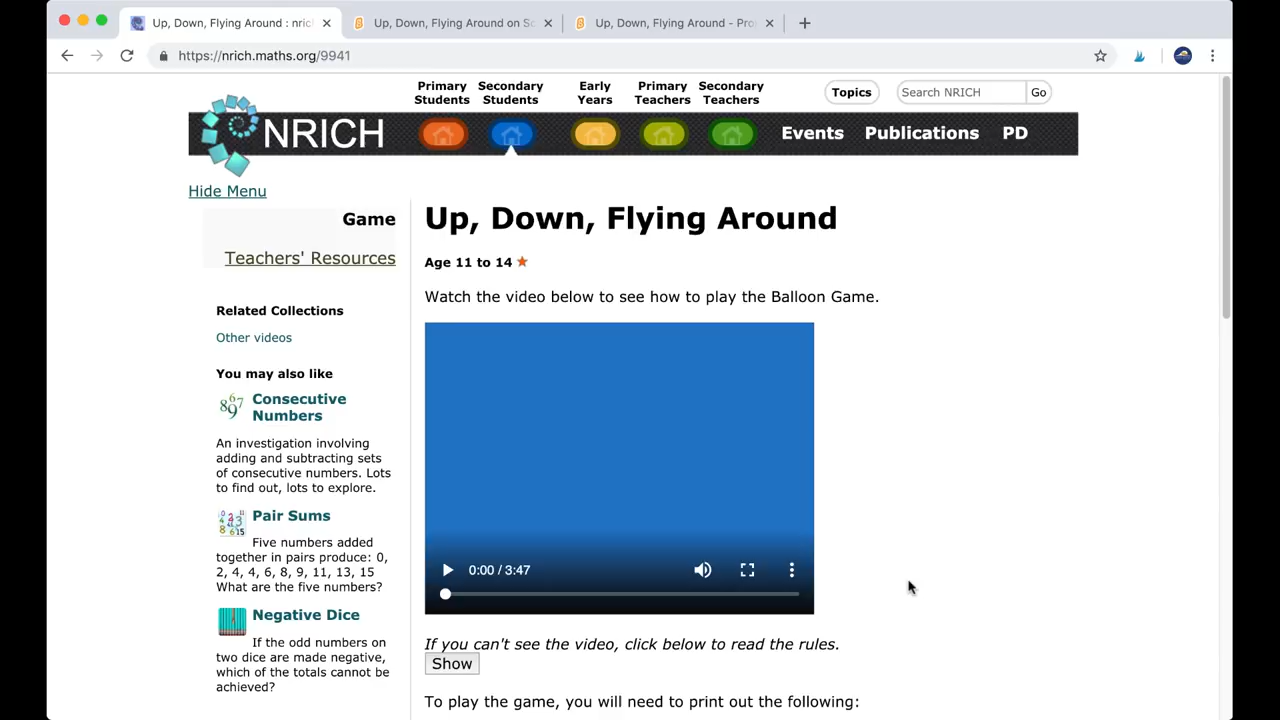 Up, Down, Flying Around : nric
Up, Down, Flying Around on Sc
Up, Down, Flying Around - Pro
https://nrich.maths.org/9941
Primary Students
Secondary Students
Early Years
Primary Teachers
Secondary Teachers
Topics
Search NRICH
Go
NRICH
Events
Publications
PD
Hide Menu
Game
Teachers' Resources
Related Collections
Other videos
You may also like
Consecutive
Numbers
An investigation involving
adding and subtracting sets
of consecutive numbers. Lots
to find out, lots to explore.
Pair Sums
Five numbers added
together in pairs produce: 0,
2, 4, 4, 6, 8, 9, 11, 13, 15
What are the five numbers?
Negative Dice
If the odd numbers on
two dice are made negative,
which of the totals cannot be
achieved?
Up, Down, Flying Around
Age 11 to 14
Watch the video below to see how to play the Balloon Game.
0:00 / 3:47
If you can't see the video, click below to read the rules.
Show
To play the game, you will need to print out the following: